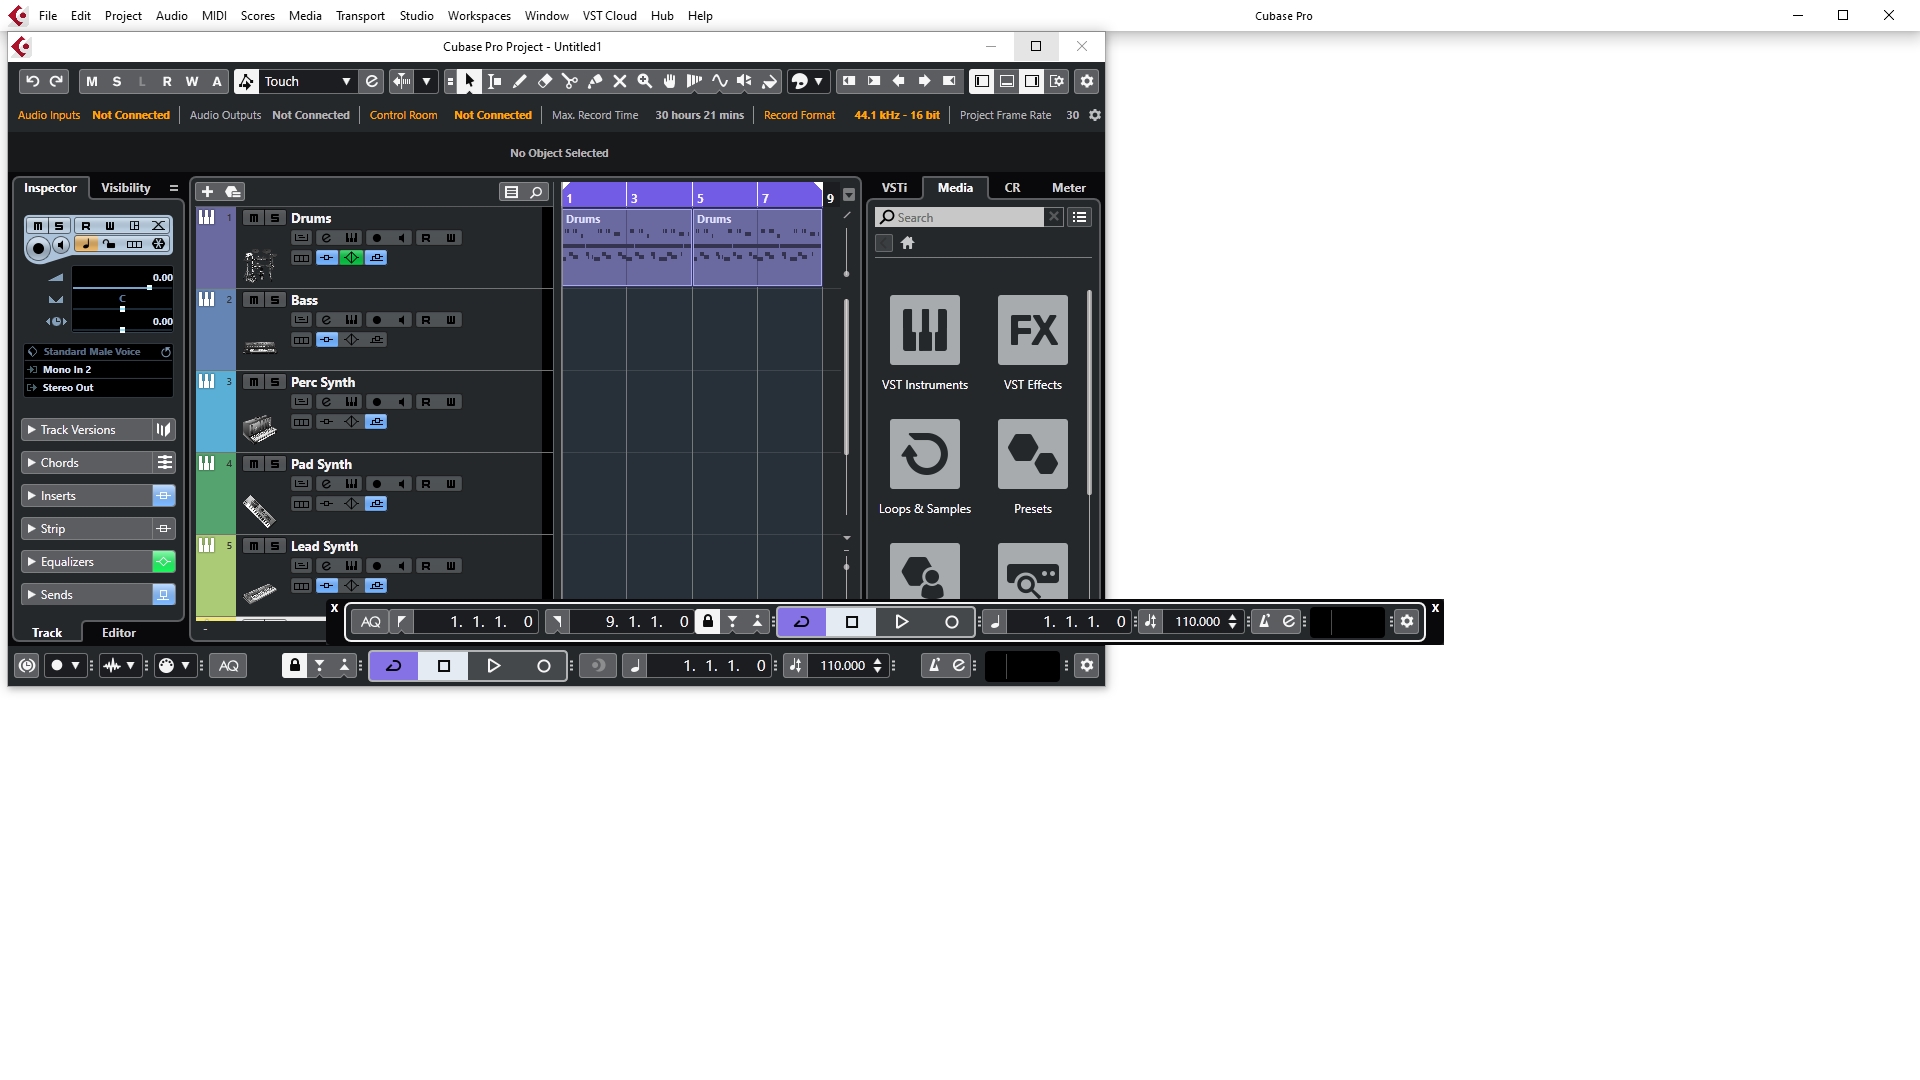 File Edit Project Audio MIDI Scores Media Transport Studio Workspaces Window VST Cloud Hub Help
Cubase Pro
Cubase Pro Project - Untitled1
M S L R W A Touch e
Audio Inputs Not Connected Audio Outputs Not Connected Control Room Not Connected Max. Record Time 30 hours 21 mins Record Format 44.1 kHz - 16 bit Project Frame Rate 30
No Object Selected
Inspector Visibility
1 3 5 7 9
VSTi Media CR Meter
m S R W
0.00
C
0.00
Standard Male Voice
Mono In 2
Stereo Out
Track Versions
Chords
Inserts
Strip
Equalizers
Sends
Track Editor
1 m S Drums
e R W
2 m S Bass
e R W
3 m S Perc Synth
e R W
4 m S Pad Synth
e R W
5 m S Lead Synth
e R W
Drums Drums
Search
VST Instruments
FX
VST Effects
Loops & Samples
Presets
x AQ 1. 1. 1. 0 9. 1. 1. 0 1. 1. 1. 0 110.000 e x
AQ 1. 1. 1. 0 110.000 e